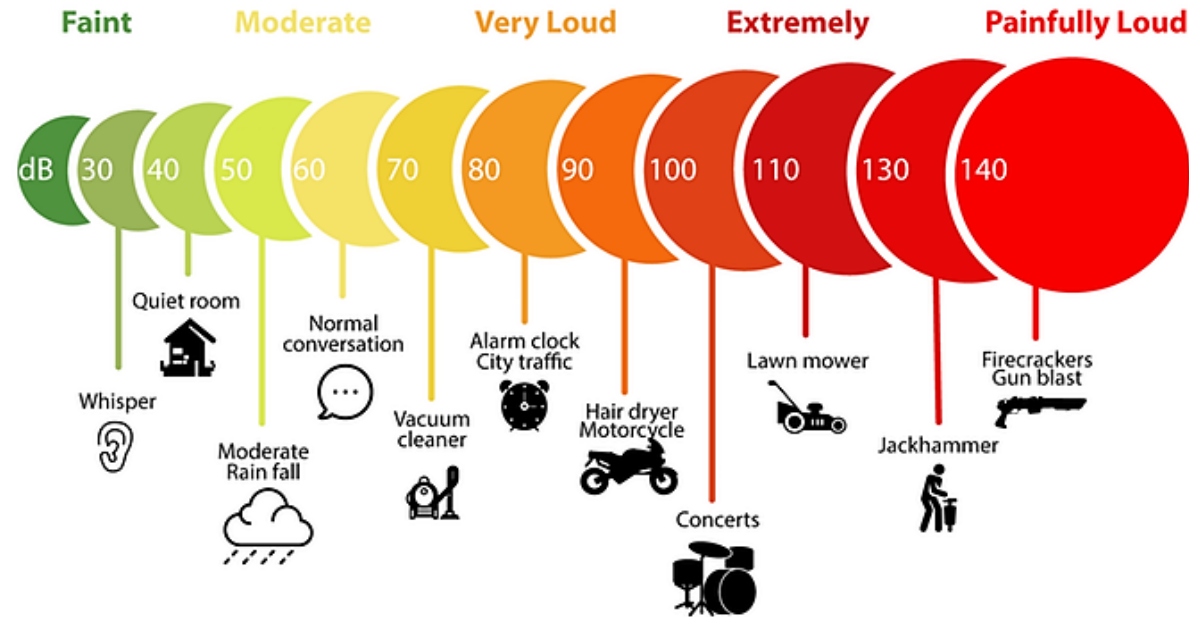 Faint Moderate Very Loud Extremely Painfully Loud
dB 30 40 50 60 70 80 90 100 110 130 140
Quiet room
Whisper
Moderate
Rain fall
Normal
conversation
Vacuum
cleaner
Alarm clock
City traffic
Hair dryer
Motorcycle
Concerts
Lawn mower
Jackhammer
Firecrackers
Gun blast